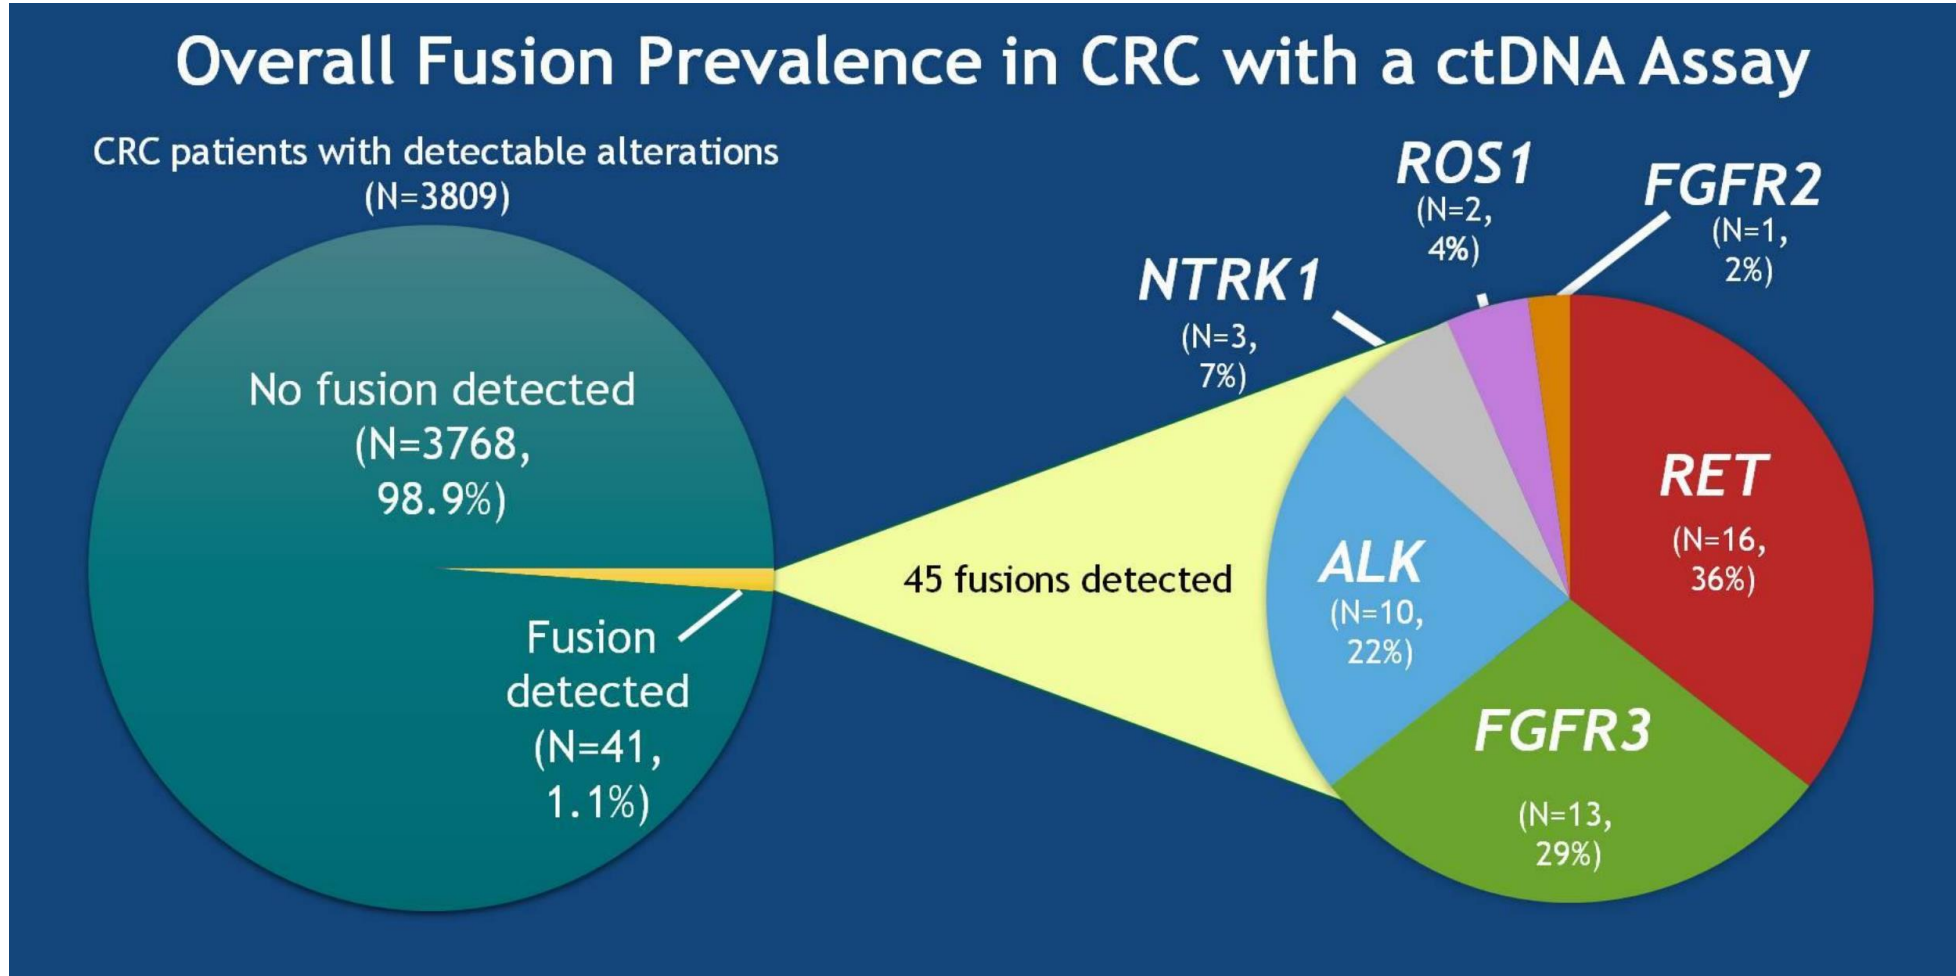 Overall Fusion Prevalence in CRC with a ctDNA Assay
CRC patients with detectable alterations
(N=3809)
No fusion detected
(N=3768,
98.9%)
Fusion
detected
(N=41,
1.1%)
45 fusions detected
NTRK1
(N=3,
7%)
ROS1
(N=2,
4%)
FGFR2
(N=1,
2%)
RET
(N=16,
36%)
ALK
(N=10,
22%)
FGFR3
(N=13,
29%)